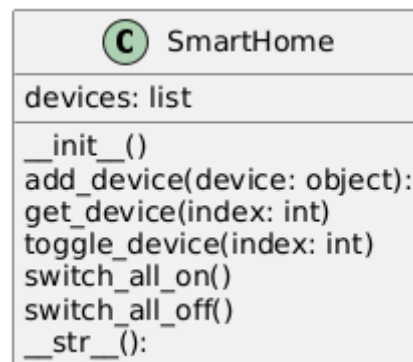 C SmartHome
devices: list
__init__()
add_device(device: object):
get_device(index: int)
toggle_device(index: int)
switch_all_on()
switch_all_off()
__str__():